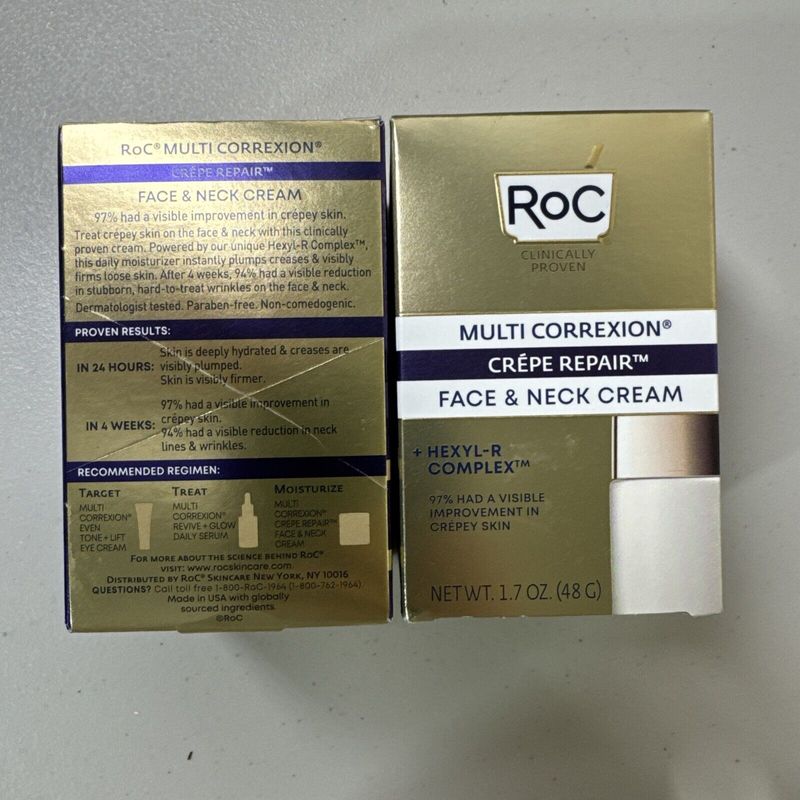 RoC® MULTI CORREXION®
CRÉPE REPAIR™
FACE & NECK CREAM
97% had a visible improvement in crépey skin.
Treat crépey skin on the face & neck with this clinically
proven cream. Powered by our unique Hexyl-R Complex™,
this daily moisturizer instantly plumps creases & visibly
firms loose skin. After 4 weeks, 94% had a visible reduction
in stubborn, hard-to-treat wrinkles on the face & neck.
Dermatologist tested. Paraben-free. Non-comedogenic.
PROVEN RESULTS:
IN 24 HOURS:
Skin is deeply hydrated & creases are
visibly plumped.
Skin is visibly firmer.
IN 4 WEEKS:
97% had a visible improvement in
crépey skin.
94% had a visible reduction in neck
lines & wrinkles.
RECOMMENDED REGIMEN:
TARGET
MULTI
CORREXION®
EVEN
TONE + LIFT
EYE CREAM
TREAT
MULTI
CORREXION®
REVIVE + GLOW
DAILY SERUM
MOISTURIZE
MULTI
CORREXION®
CRÉPE REPAIR™
FACE & NECK
CREAM
FOR MORE ABOUT THE SCIENCE BEHIND RoC®
VISIT: www.rocskincare.com
DISTRIBUTED BY RoC® SKINCARE NEW YORK, NY 10016
QUESTIONS? Call toll free 1-800-RoC-1964 (1-800-762-1964).
Made in USA with globally
sourced ingredients.
©RoC
RoC
CLINICALLY
PROVEN
MULTI CORREXION®
CRÉPE REPAIR™
FACE & NECK CREAM
+ HEXYL-R
COMPLEX™
97% HAD A VISIBLE
IMPROVEMENT IN
CRÉPEY SKIN
NET WT. 1.7 OZ. (48 G)